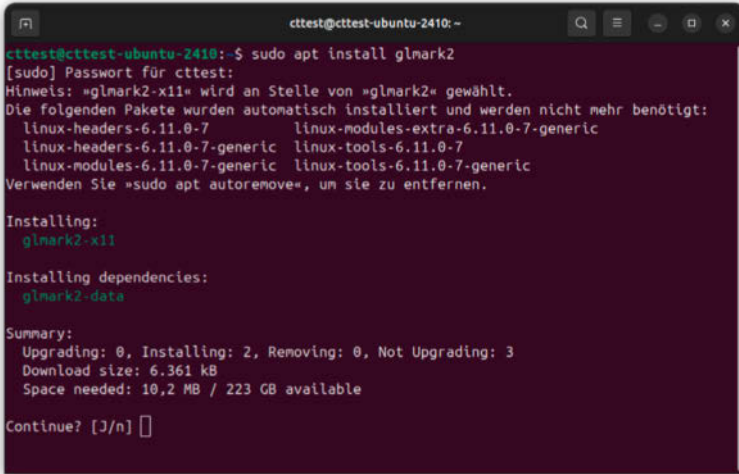 cttest@cttest-ubuntu-2410: ~
cttest@cttest-ubuntu-2410:~$ sudo apt install glmark2
[sudo] Passwort für cttest:
Hinweis: »glmark2-x11« wird an Stelle von »glmark2« gewählt.
Die folgenden Pakete wurden automatisch installiert und werden nicht mehr benötigt:
linux-headers-6.11.0-7 linux-modules-extra-6.11.0-7-generic
linux-headers-6.11.0-7-generic linux-tools-6.11.0-7
linux-modules-6.11.0-7-generic linux-tools-6.11.0-7-generic
Verwenden Sie »sudo apt autoremove«, um sie zu entfernen.
Installing:
glmark2-x11
Installing dependencies:
glmark2-data
Summary:
Upgrading: 0, Installing: 2, Removing: 0, Not Upgrading: 3
Download size: 6.361 kB
Space needed: 10,2 MB / 223 GB available
Continue? [J/n]